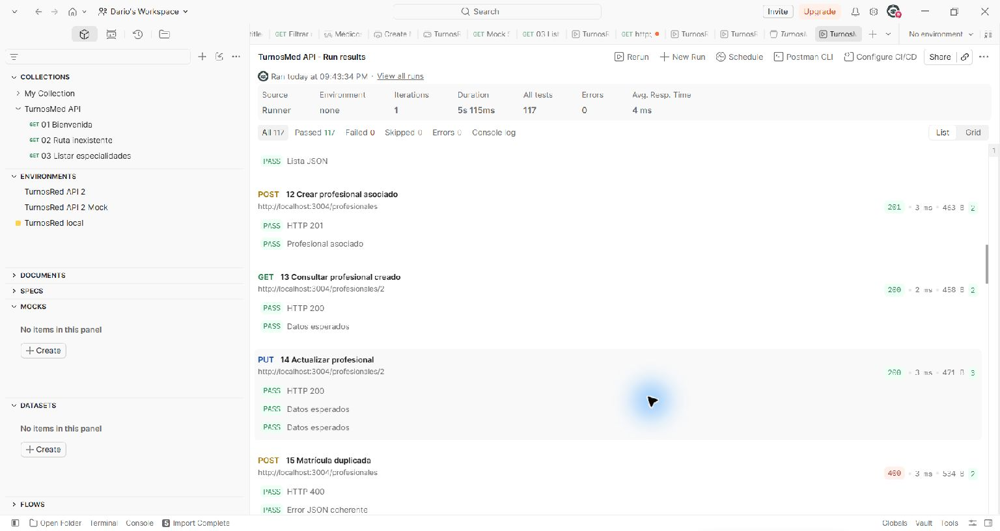 Dario's Workspace
Search
Invite
Upgrade
GET Filtrar
Médico
Create
TurnosR
GET Mock
GET 03 List
TurnosR
GET http:
TurnosR
TurnosR
TurnosM
TurnosM
No environment
COLLECTIONS
My Collection
TurnosMed API
GET 01 Bienvenida
GET 02 Ruta inexistente
GET 03 Listar especialidades
ENVIRONMENTS
TurnosRed API 2
TurnosRed API 2 Mock
TurnosRed local
DOCUMENTS
SPECS
MOCKS
No items in this panel
Create
DATASETS
No items in this panel
Create
FLOWS
TurnosMed API - Run results
Rerun
New Run
Schedule
Postman CLI
Configure CI/CD
Share
Ran today at 09:43:34 PM · View all runs
Source Environment Iterations Duration All tests Errors Avg. Resp. Time
Runner none 1 5s 115ms 117 0 4 ms
All 117 Passed 117 Failed 0 Skipped 0 Errors 0 Console log
List Grid
1
PASS Lista JSON
POST 12 Crear profesional asociado
http://localhost:3004/profesionales
201 • 3 ms • 463 B 2
PASS HTTP 201
PASS Profesional asociado
GET 13 Consultar profesional creado
http://localhost:3004/profesionales/2
200 • 2 ms • 458 B 2
PASS HTTP 200
PASS Datos esperados
PUT 14 Actualizar profesional
http://localhost:3004/profesionales/2
200 • 3 ms • 471 B 3
PASS HTTP 200
PASS Datos esperados
PASS Datos esperados
POST 15 Matrícula duplicada
http://localhost:3004/profesionales
400 • 3 ms • 534 B 2
PASS HTTP 400
PASS Error JSON coherente
Open Folder Terminal Console 5 Import Complete
Globals Vault Tools